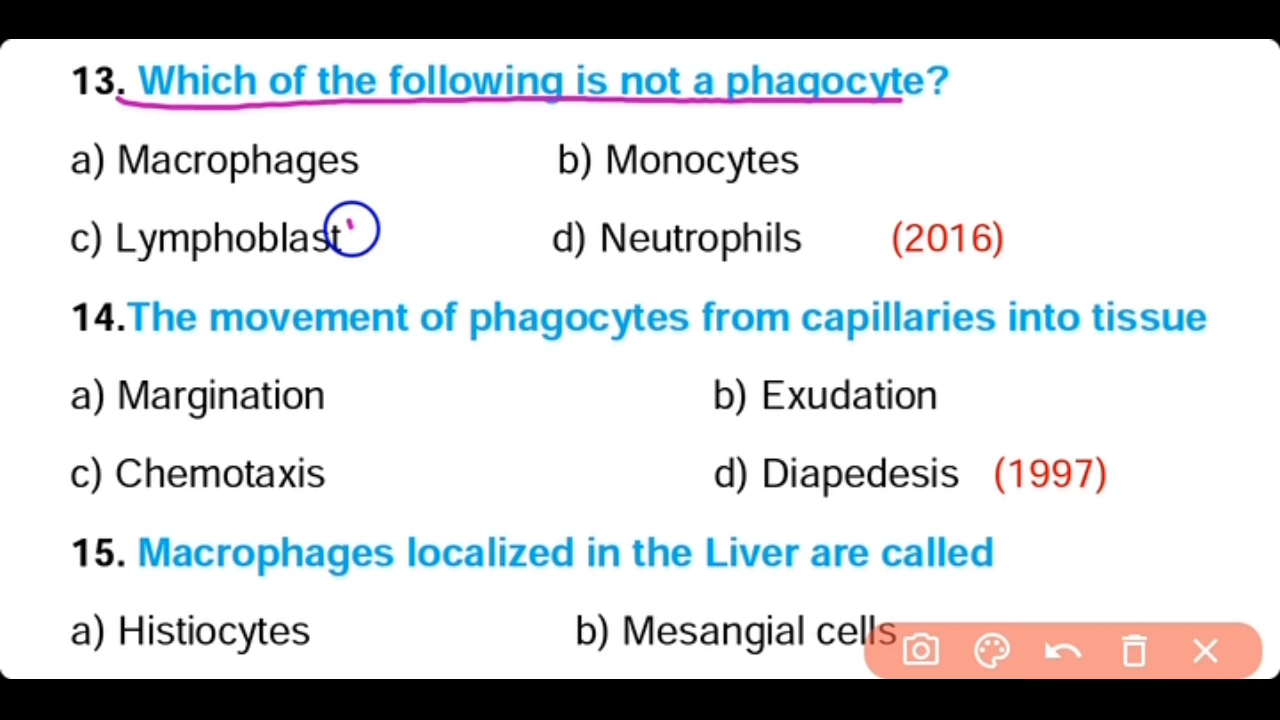 13. Which of the following is not a phagocyte?
a) Macrophages b) Monocytes
c) Lymphoblast d) Neutrophils (2016)
14.The movement of phagocytes from capillaries into tissue
a) Margination b) Exudation
c) Chemotaxis d) Diapedesis (1997)
15. Macrophages localized in the Liver are called
a) Histiocytes b) Mesangial cells